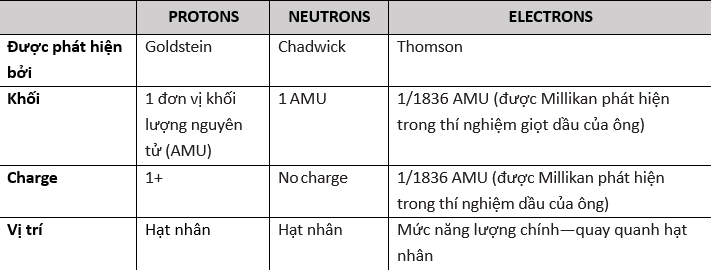 PROTONS NEUTRONS ELECTRONS
Được phát hiện bởi Goldstein Chadwick Thomson
Khối 1 đơn vị khối lượng nguyên tử (AMU) 1 AMU 1/1836 AMU (được Millikan phát hiện trong thí nghiệm giọt dầu của ông)
Charge 1+ No charge 1/1836 AMU (được Millikan phát hiện trong thí nghiệm dầu của ông)
Vị trí Hạt nhân Hạt nhân Mức năng lượng chính—quay quanh hạt nhân